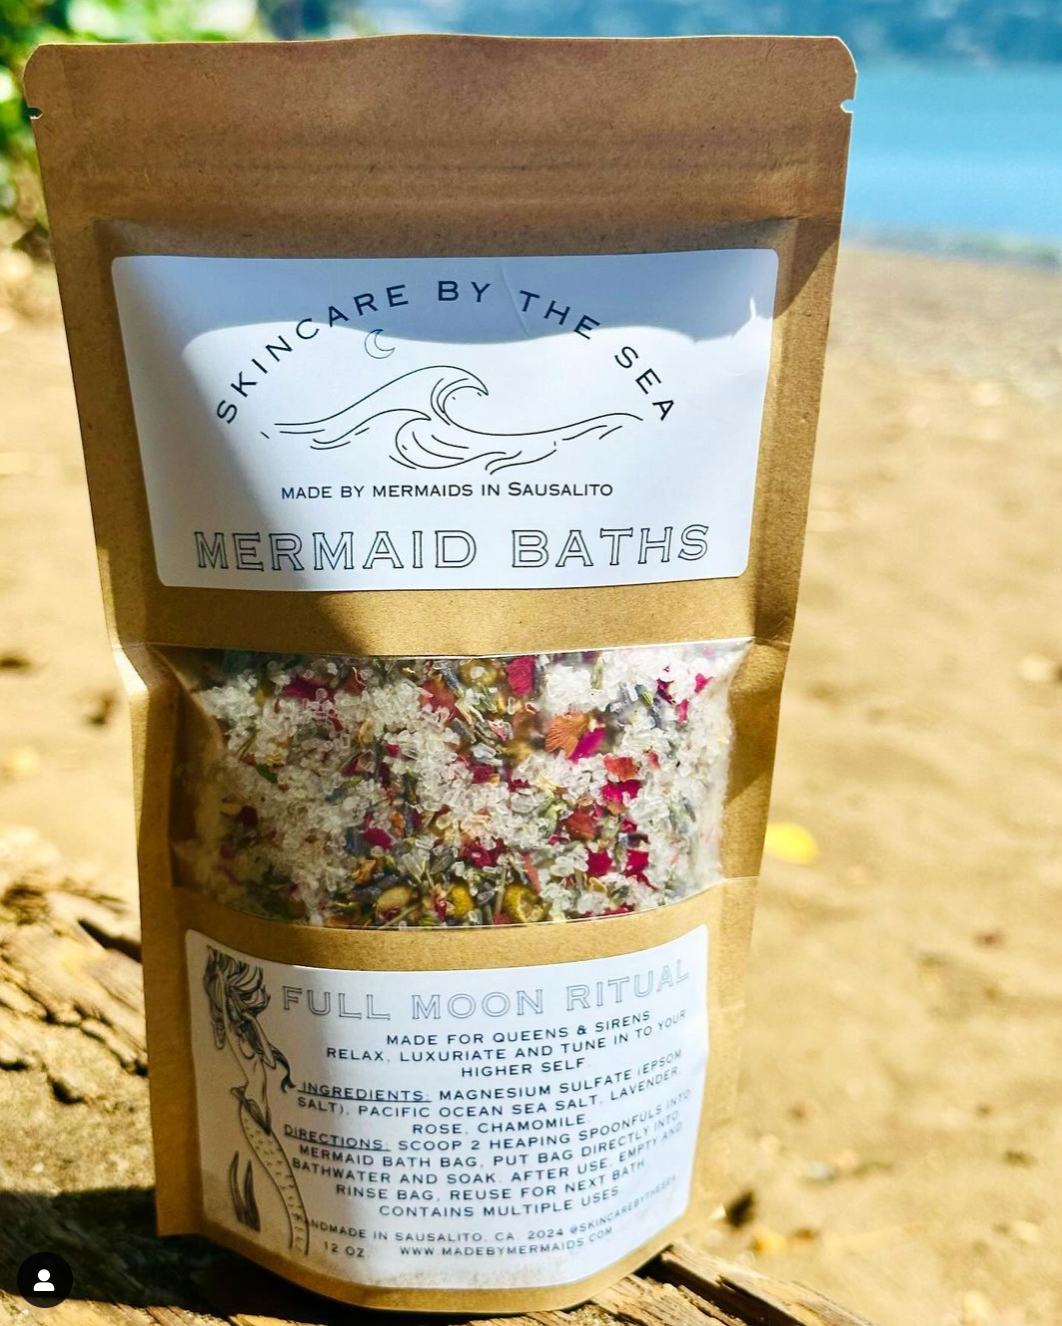 SKINCARE BY THE SEA
MADE BY MERMAIDS IN SAUSALITO
MERMAID BATHS
FULL MOON RITUAL
MADE FOR QUEENS & SIRENS
RELAX, LUXURIATE AND TUNE IN TO YOUR
HIGHER SELF.
INGREDIENTS: MAGNESIUM SULFATE (EPSOM
SALT), PACIFIC OCEAN SEA SALT, LAVENDER,
ROSE, CHAMOMILE.
DIRECTIONS: SCOOP 2 HEAPING SPOONFULS INTO
MERMAID BATH BAG, PUT BAG DIRECTLY INTO
BATHWATER AND SOAK. AFTER USE, EMPTY AND
RINSE BAG, REUSE FOR NEXT BATH.
CONTAINS MULTIPLE USES
HANDMADE IN SAUSALITO, CA. 2024 @SKINCAREBYTHESEA
12 OZ WWW.MADEBYMERMAIDS.COM